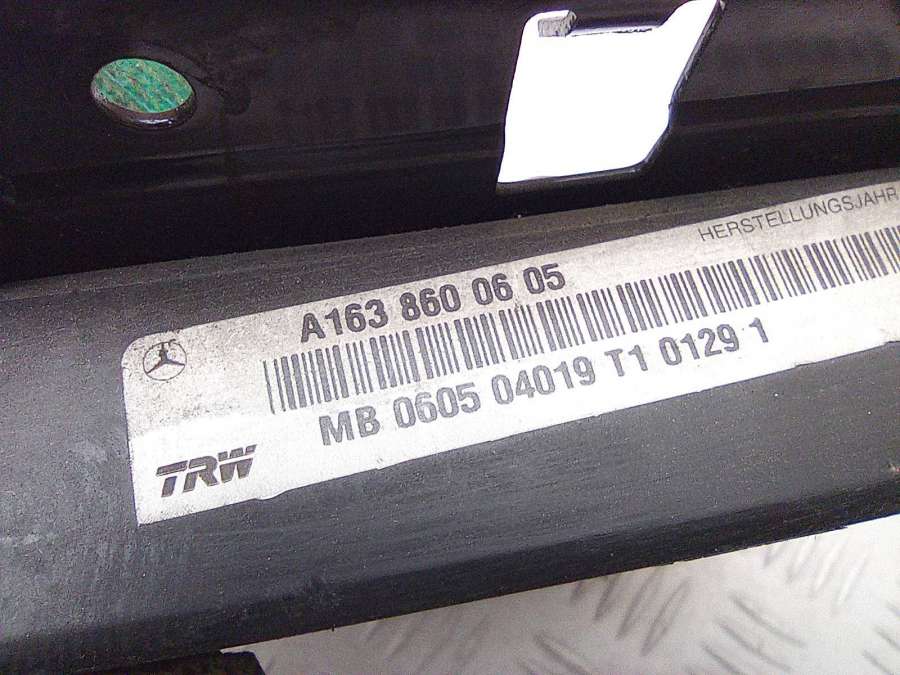 HERSTELLUNGSJAHR
A163 860 06 05
MB 0605 04019 T1 0129 1
TRW